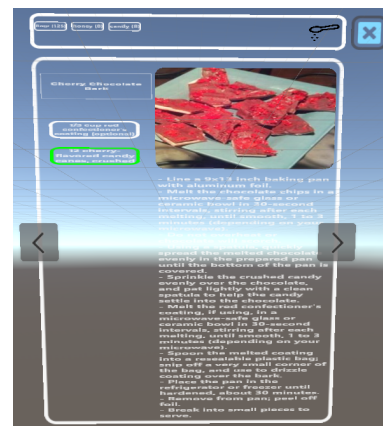 honey (8)
candy (8)
Cherry Chocolate
Bark
1/3 cup red
confectioner's
coating (optional)
12 cherry-
flavored candy
canes, crushed
- Line a 9x13 inch baking pan
with aluminum foil.
- Melt the chocolate chips in a
microwave-safe glass or
ceramic bowl in 30-second
intervals, stirring after each
melting, until smooth, 1 to 3
minutes (depending on your
microwave).
spread the melted chocolate
evenly in the prepared pan
until the bottom of the pan is
covered.
- Sprinkle the crushed candy
evenly over the chocolate,
and pat lightly with a clean
spatula to help the candy
settle into the chocolate.
- Melt the red confectioner's
coating, if using, in a
microwave-safe glass or
ceramic bowl in 30-second
intervals, stirring after each
melting, until smooth, 1 to 3
minutes (depending on your
microwave).
- Spoon the melted coating
into a resealable plastic bag;
snip off a very small corner of
the bag, and use to drizzle
coating over the bark.
- Place the pan in the
refrigerator or freezer until
hardened, about 30 minutes.
- Remove from pan; peel off
foil.
- Break into small pieces to
serve.